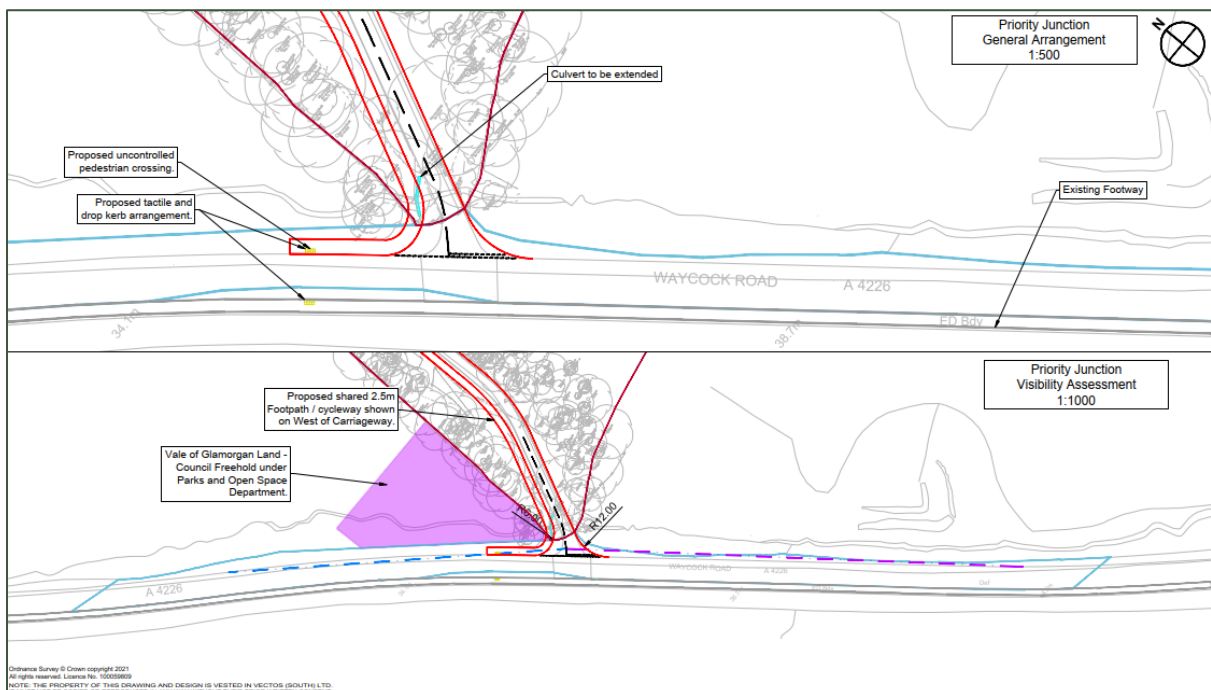 Priority Junction
General Arrangement
1:500
N
Culvert to be extended
Proposed uncontrolled
pedestrian crossing.
Proposed tactile and
drop kerb arrangement.
Existing Footway
WAYCOCK ROAD
A 4226
34.1m
38.7m
ED Bdy
Priority Junction
Visibility Assessment
1:1000
Proposed shared 2.5m
Footpath / cycleway shown
on West of Carriageway.
Vale of Glamorgan Land -
Council Freehold under
Parks and Open Space
Department.
R12.00
WAYCOCK ROAD
A 4226
A 4226
Ordnance Survey © Crown copyright 2021
All rights reserved. Licence No. 100059809
NOTE: THE PROPERTY OF THIS DRAWING AND DESIGN IS VESTED IN VECTOS (SOUTH) LTD.